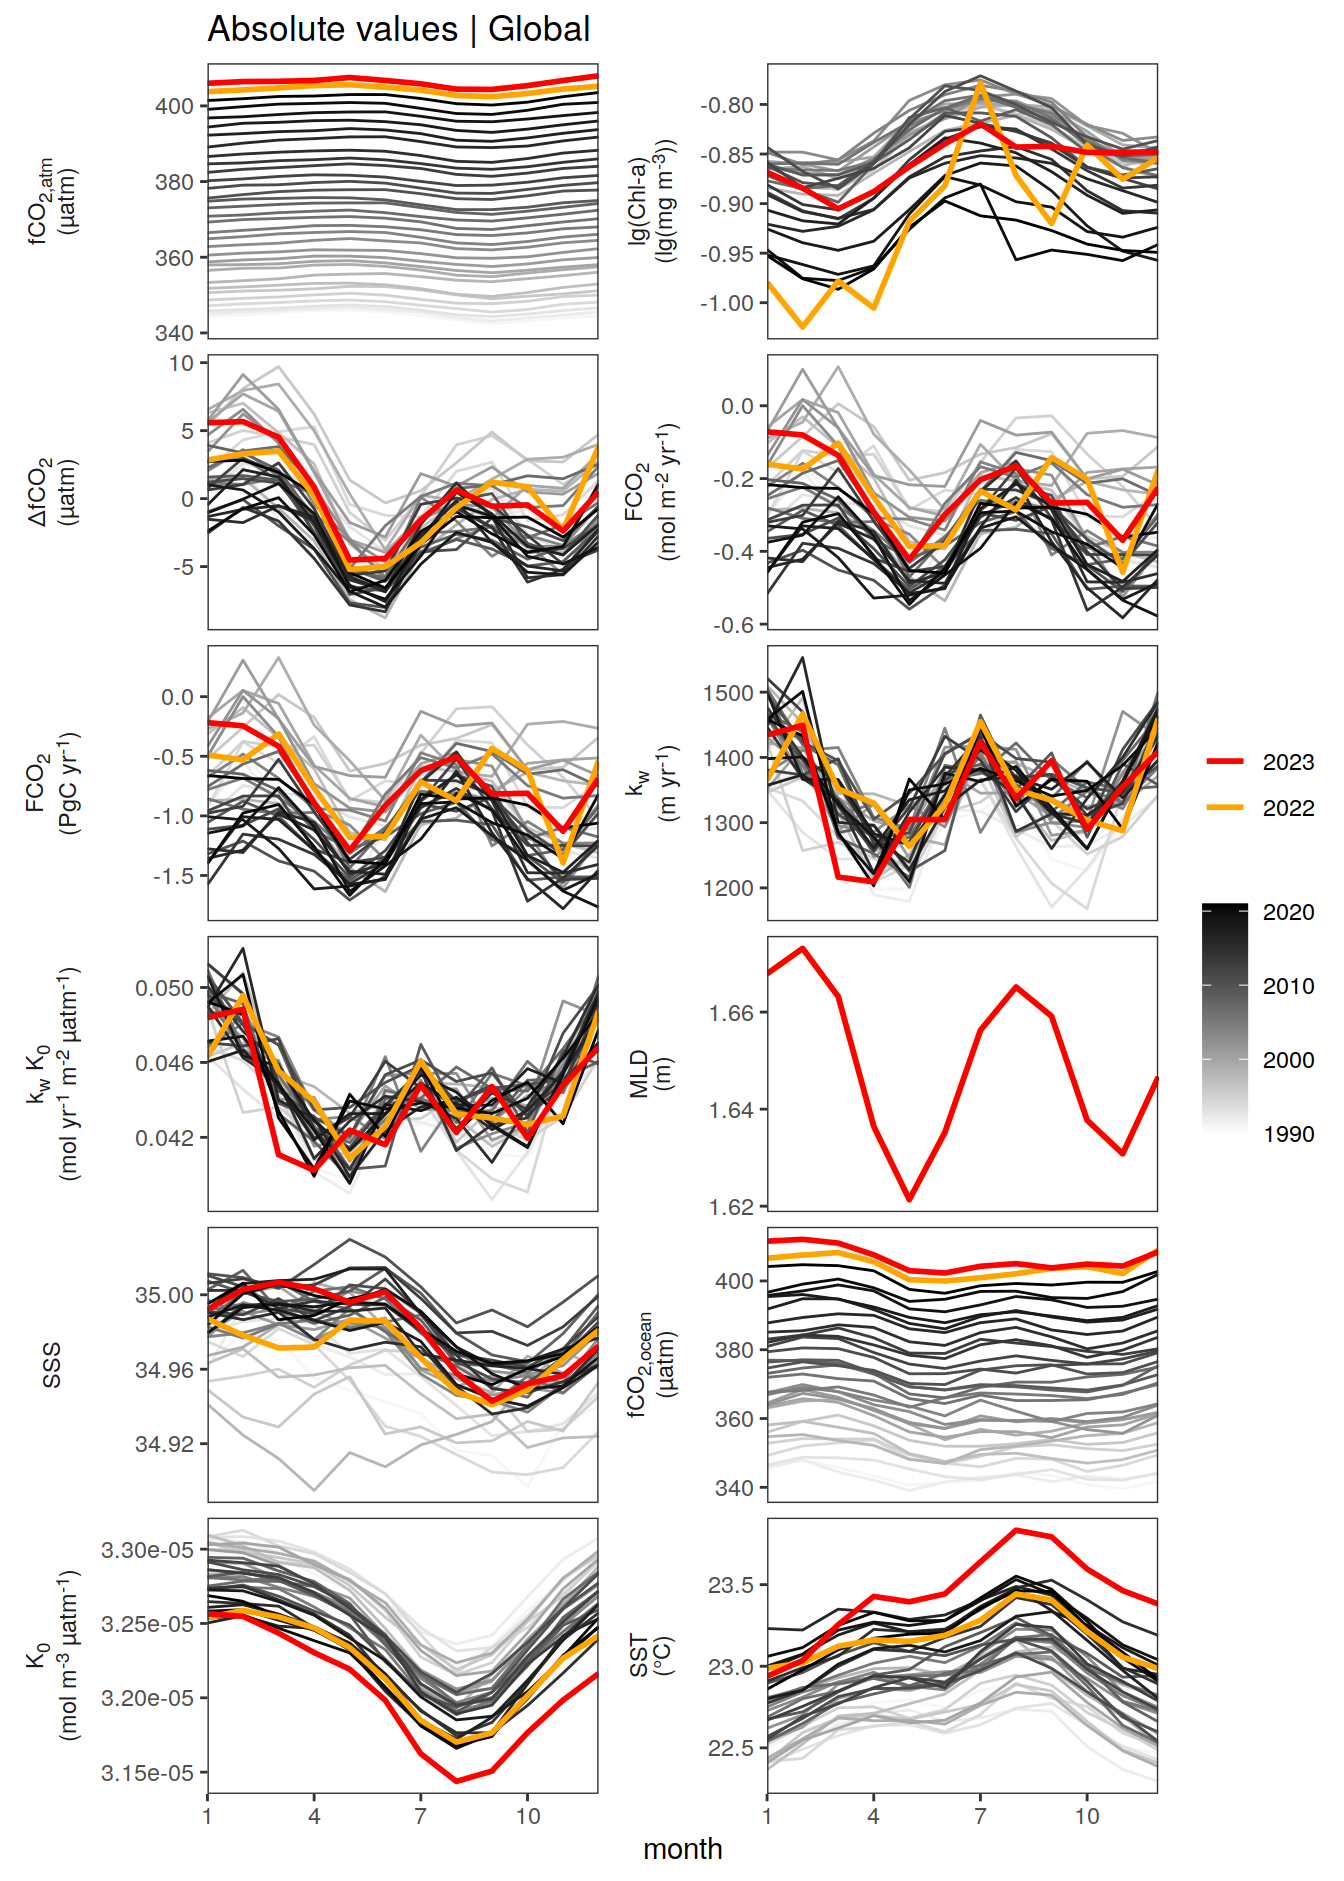 Absolute values | Global
fCO2,atm
(µatm)
400
380
360
340
lg(Chl-a)
(lg(mg m-3))
-0.80
-0.85
-0.90
-0.95
-1.00
ΔfCO2
(µatm)
10
5
0
-5
FCO2
(mol m-2 yr-1)
0.0
-0.2
-0.4
-0.6
FCO2
(PgC yr-1)
0.0
-0.5
-1.0
-1.5
kw
(m yr-1)
1500
1400
1300
1200
kw K0
(mol yr-1 m-2 µatm-1)
0.050
0.046
0.042
MLD
(m)
1.66
1.64
1.62
SSS
35.00
34.96
34.92
fCO2,ocean
(µatm)
400
380
360
340
K0
(mol m-3 µatm-1)
3.30e-05
3.25e-05
3.20e-05
3.15e-05
SST
(°C)
23.5
23.0
22.5
1 4 7 10
1 4 7 10
month
2023
2022
2020
2010
2000
1990